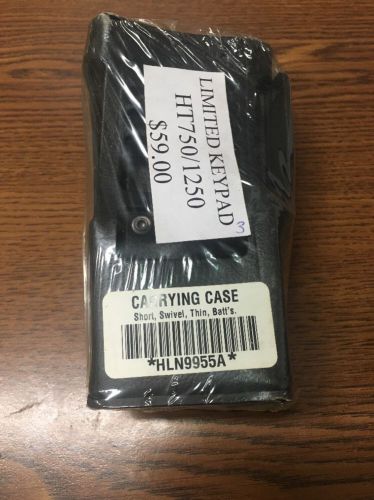 LIMITED KEYPAD
HT750/1250
$59.00
3
CARRYING CASE
Short, Swivel, Thin, Batt's.
*HLN9955A*